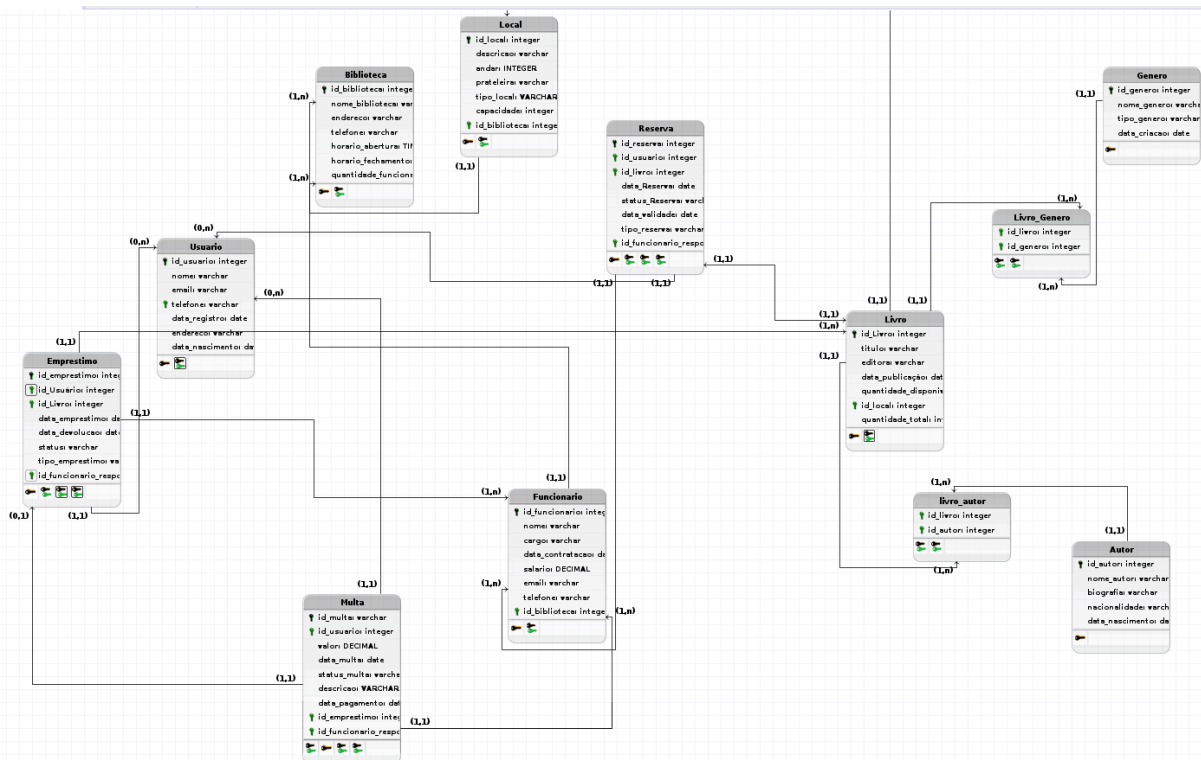 Local
id_local: integer
descricao: varchar
andar: INTEGER
prateleira: varchar
tipo_local: VARCHAR
capacidade: integer
id_biblioteca: intege
(1,1)
Biblioteca
id_biblioteca: intege
nome_biblioteca: var
endereco: varchar
telefone: varchar
horario_abertura: TI
horario_fechamento:
quantidade_funcion
(1,n)
(1,n)
Reserva
id_reserva: integer
id_usuario: integer
id_livro: integer
data_Reserva: date
status_Reserva: varc
data_validade: date
tipo_reserva: varchar
id_funcionario_respo
(1,1)
(1,1)
(1,1)
Genero
id_genero: integer
nome_genero: varcha
tipo_genero: varchar
data_criacao: date
(1,1)
Livro_Genero
id_livro: integer
id_genero: integer
(1,n)
(1,n)
Usuario
id_usuario: integer
nome: varchar
email: varchar
telefone: varchar
data_registro: date
endereco: varchar
data_nascimento: da
(0,n)
(0,n)
(0,n)
Livro
id_Livro: integer
titulo: varchar
editora: varchar
data_publicação: dat
quantidade_disponiv
id_local: integer
quantidade_total: in
(1,1)
(1,1)
(1,1)
(1,n)
(1,1)
Emprestimo
id_emprestimo: integ
id_Usuário: integer
id_Livro: integer
data_emprestimo: da
data_devolucao: dat
status: varchar
tipo_emprestimo: va
id_funcionario_respo
(1,1)
(1,1)
(0,1)
(1,1)
Funcionario
id_funcionario: integ
nome: varchar
cargo: varchar
data_contratacao: da
salario: DECIMAL
email: varchar
telefone: varchar
id_biblioteca: intege
(1,1)
(1,n)
(1,n)
(1,n)
livro_autor
id_livro: integer
id_autor: integer
(1,n)
(1,n)
Autor
id_autor: integer
nome_autor: varchar
biografia: varchar
nacionalidade: varch
data_nascimento: da
(1,1)
Multa
id_multa: varchar
id_usuario: integer
valor: DECIMAL
data_multa: date
status_multa: varcha
descricao: VARCHAR
data_pagamento: dat
id_emprestimo: integ
id_funcionario_respo
(1,1)
(1,1)
(1,1)